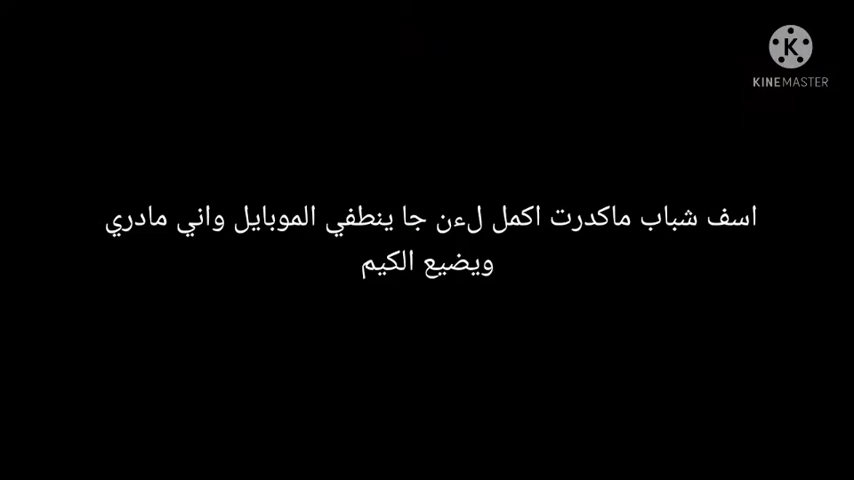 K
KINEMASTER
اسف شباب ماكدرت اكمل لءن جا ينطفي الموبايل واني مادري
ويضيع الكيم